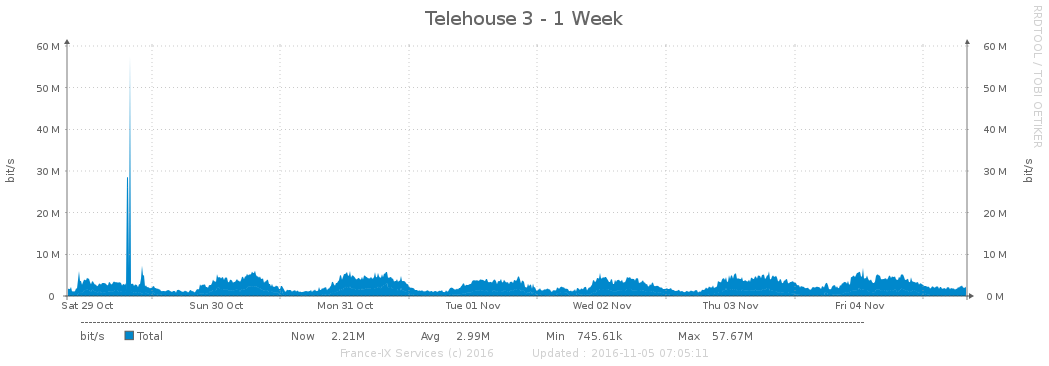 Telehouse 3 - 1 Week
RRDTOOL / TOBI OETIKER
60 M 60 M
50 M 50 M
40 M 40 M
30 M 30 M
20 M 20 M
10 M 10 M
0 0 M
bit/s bit/s
Sat 29 Oct Sun 30 Oct Mon 31 Oct Tue 01 Nov Wed 02 Nov Thu 03 Nov Fri 04 Nov
bit/s Total Now 2.21M Avg 2.99M Min 745.61k Max 57.67M
France-IX Services (c) 2016 Updated : 2016-11-05 07:05:11